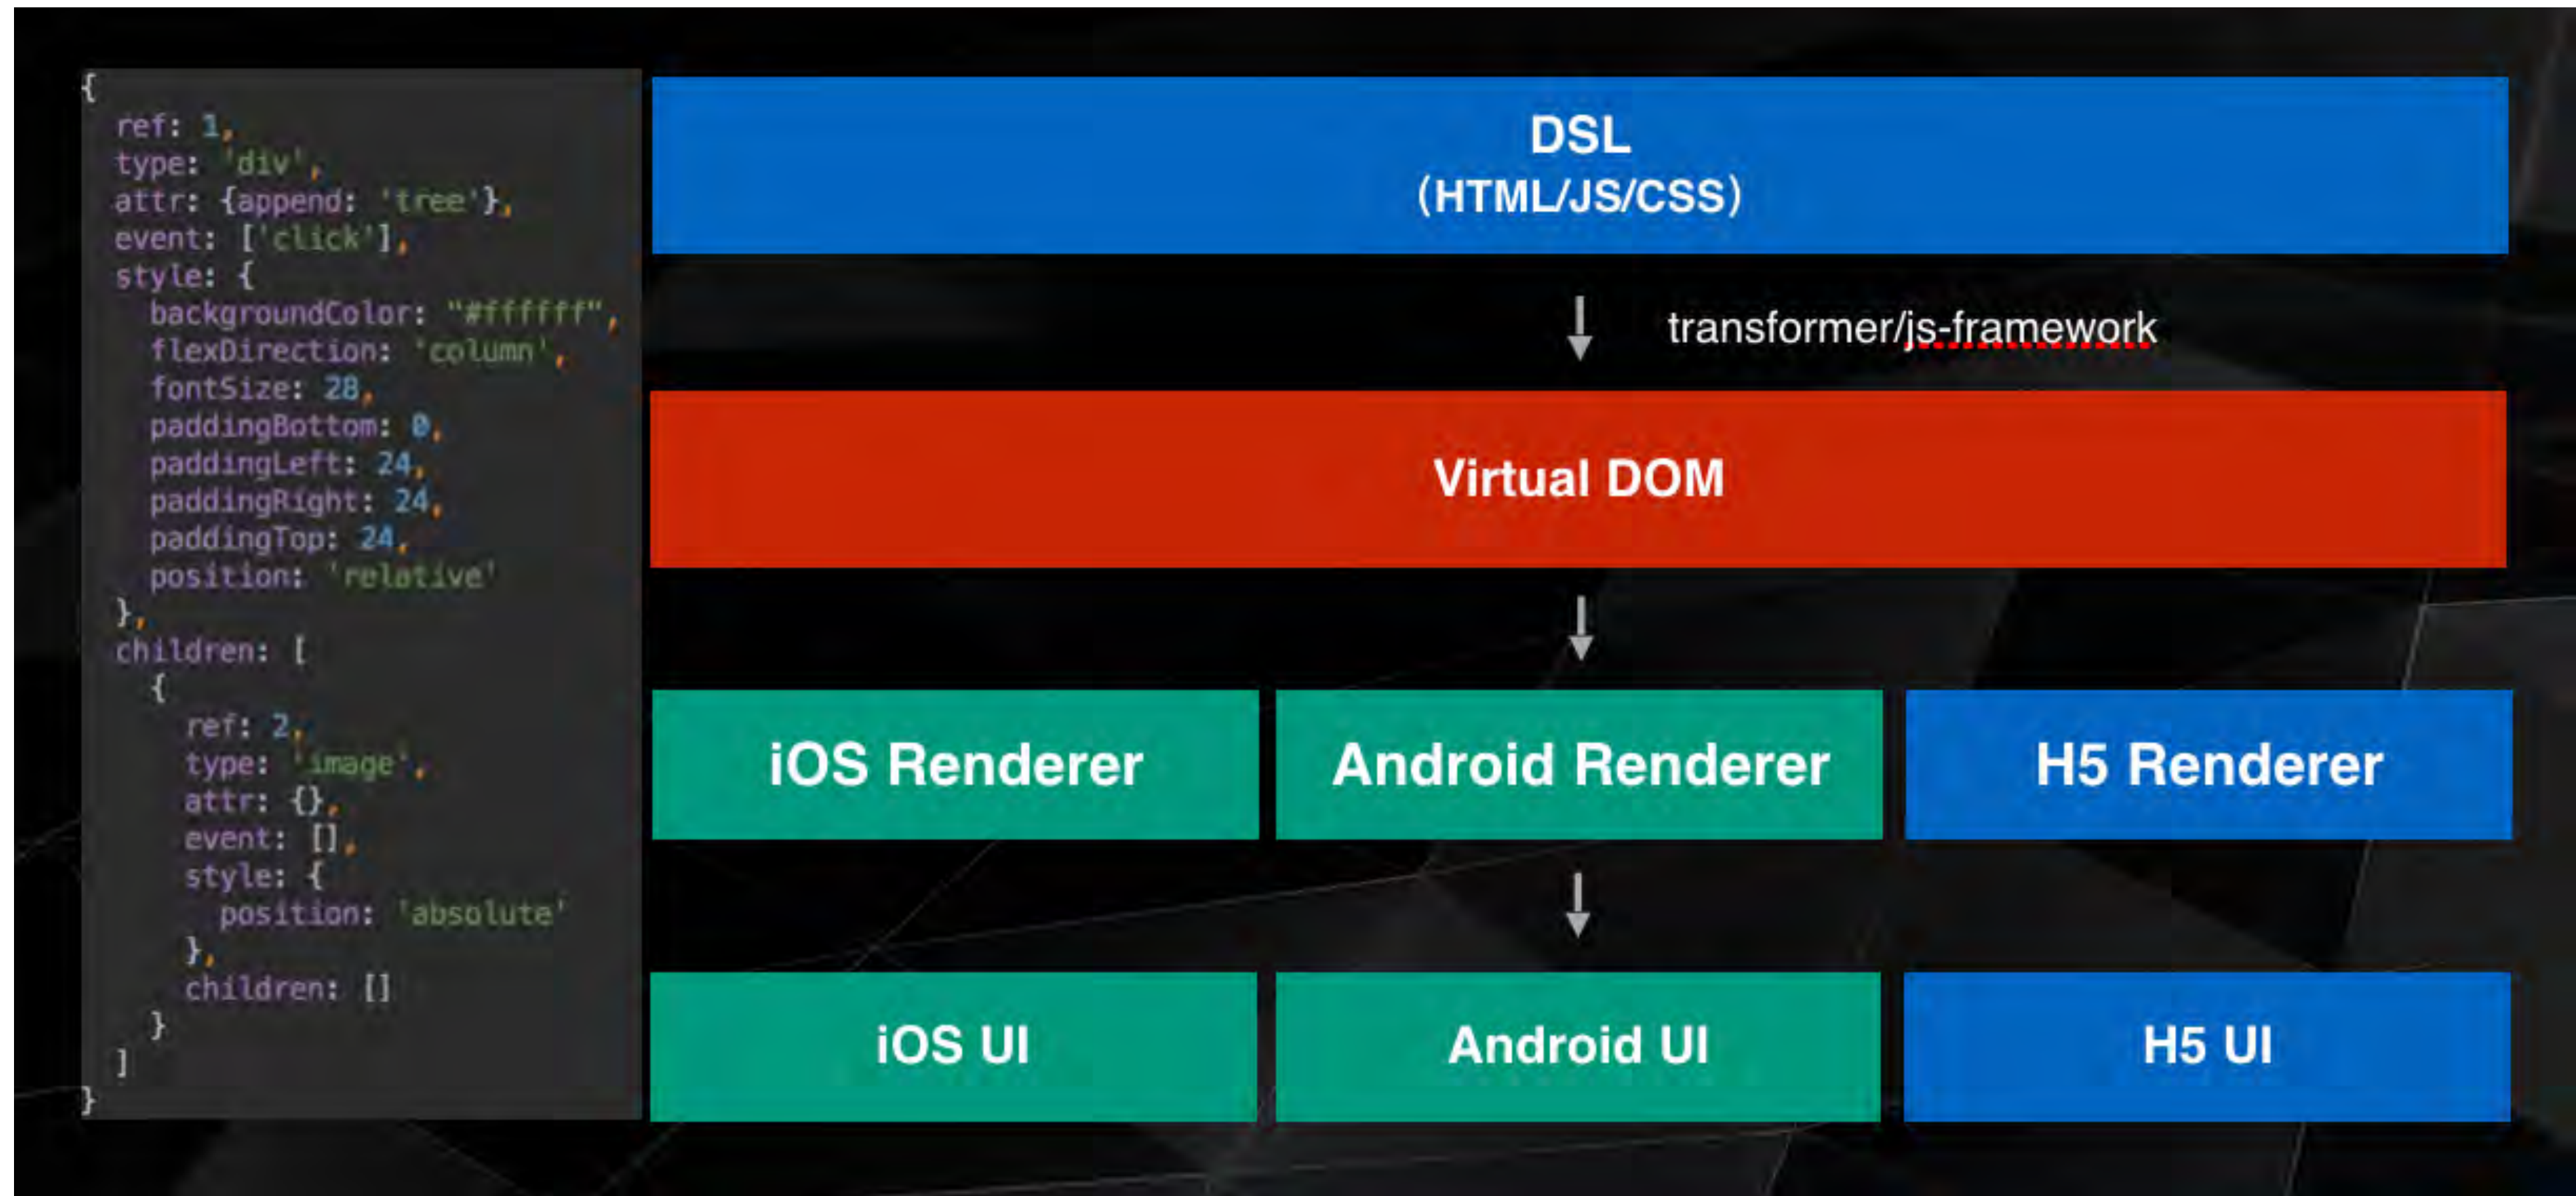 {
ref: 1,
type: 'div',
attr: {append: 'tree'},
event: ['click'],
style: {
backgroundColor: "#ffffff",
flexDirection: 'column',
fontSize: 28,
paddingBottom: 0,
paddingLeft: 24,
paddingRight: 24,
paddingTop: 24,
position: 'relative'
},
children: [
{
ref: 2,
type: 'image',
attr: {},
event: [],
style: {
position: 'absolute'
},
children: []
}
]
}
DSL
(HTML/JS/CSS)
transformer/js-framework
Virtual DOM
iOS Renderer
Android Renderer
H5 Renderer
iOS UI
Android UI
H5 UI